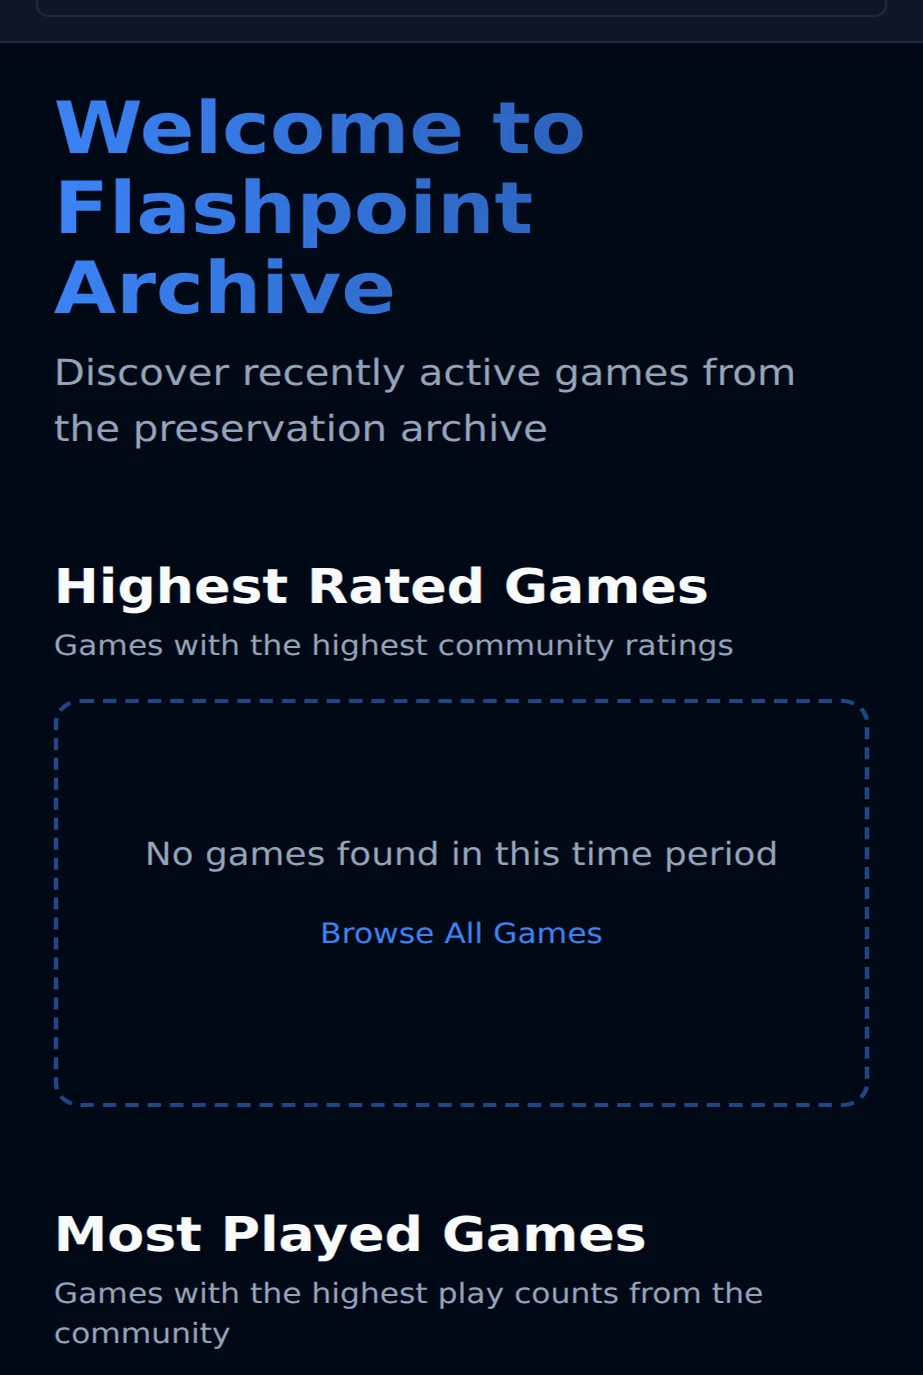 Welcome to
Flashpoint
Archive
Discover recently active games from
the preservation archive
Highest Rated Games
Games with the highest community ratings
No games found in this time period
Browse All Games
Most Played Games
Games with the highest play counts from the
community